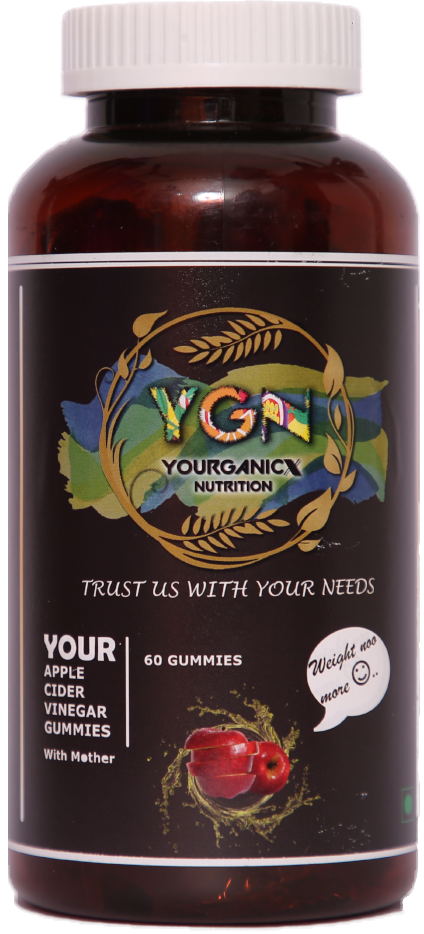 YGN
YOURGANICX
NUTRITION
TRUST US WITH YOUR NEEDS
YOUR
APPLE
CIDER
VINEGAR
GUMMIES
With Mother
60 GUMMIES
Weight noo
more ☺..